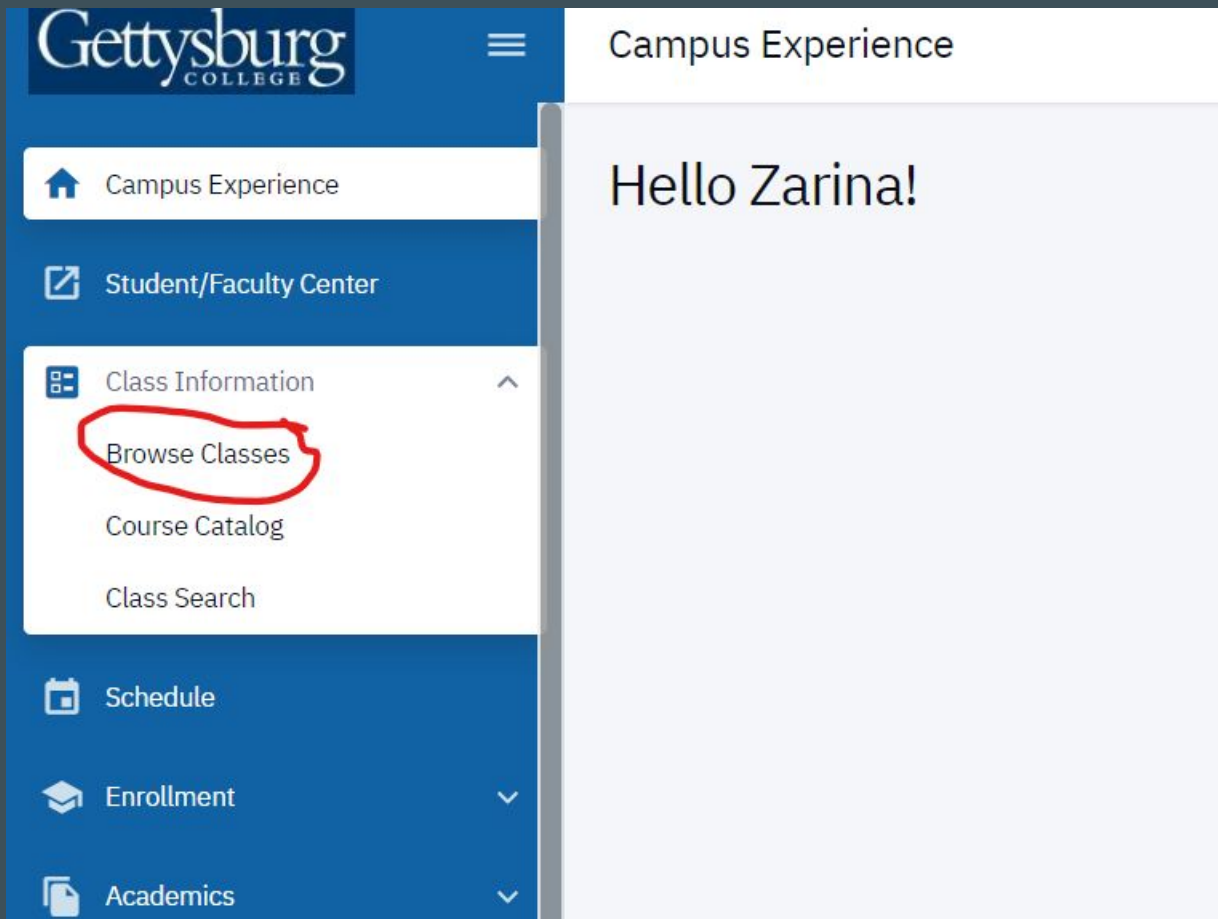 Gettysburg
COLLEGE
Campus Experience
Campus Experience
Student/Faculty Center
Class Information
Browse Classes
Course Catalog
Class Search
Schedule
Enrollment
Academics
Hello Zarina!